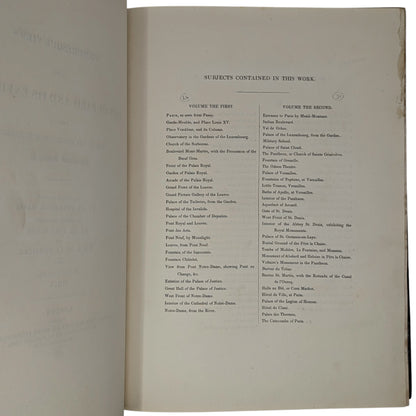 SUBJECTS CONTAINED IN THIS WORK.
VOLUME THE FIRST
PARIS, as seen from Passy.
Garde-Meuble, and Place Louis XV.
Place Vendôme, and its Column.
Observatory in the Gardens of the Luxembourg.
Church of the Sorbonne.
Boulevard Mont-Martre, with the Procession of the
Bœuf Gras.
Front of the Palais Royal.
Garden of Palais Royal.
Arcade of the Palais Royal.
Grand Front of the Louvre.
Grand Picture Gallery of the Louvre.
Palace of the Tuileries, from the Garden.
Hospital of the Invalids.
Palace of the Chamber of Deputies.
Pont Royal and Louvre.
Pont des Arts.
Pont Neuf, by Moonlight.
Louvre, from Pont Neuf.
Fountain of the Innocents.
Fountain Châtelet.
View from Pont Notre-Dame, showing Pont au
Change, &c.
Exterior of the Palace of Justice.
Great Hall of the Palace of Justice.
West Front of Notre-Dame.
Interior of the Cathedral of Notre-Dame.
Notre-Dame, from the River.
VOLUME THE SECOND.
Entrance to Paris by Menil-Montant.
Italian Boulevard.
Val de Grâce.
Palace of the Luxembourg, from the Garden.
Military School.
Palace of Saint Cloud.
The Panthéon, or Church of Sainte Géneviève.
Fountain of Grenelle.
The Odéon Theatre.
Palace of Versailles.
Fountain of Neptune, at Versailles.
Little Trianon, Versailles.
Baths of Apollo, at Versailles.
Interior of the Pantheon.
Aqueduct of Arcueil.
Gate of St. Denis.
West Front of St. Denis.
Interior of the Abbey St. Denis, exhibiting the
Royal Monuments.
Palace of St. Germain-en-Laye.
Burial Ground of the Père la Chaise.
Tombs of Molière, La Fontaine, and Massena.
Monument of Abelard and Heloise in Père la Chaise.
Voltaire's Monument in the Pantheon.
Statues du Trône.
Basin St. Martin, with the Rotunda of the Canal
de l'Ourcq.
Halle au Blé, or Corn Market.
Hôtel de Ville, at Paris.
Palace of the Legion of Honour.
Hôtel de Cluni.
Palais des Thermes.
The Catacombs of Paris.